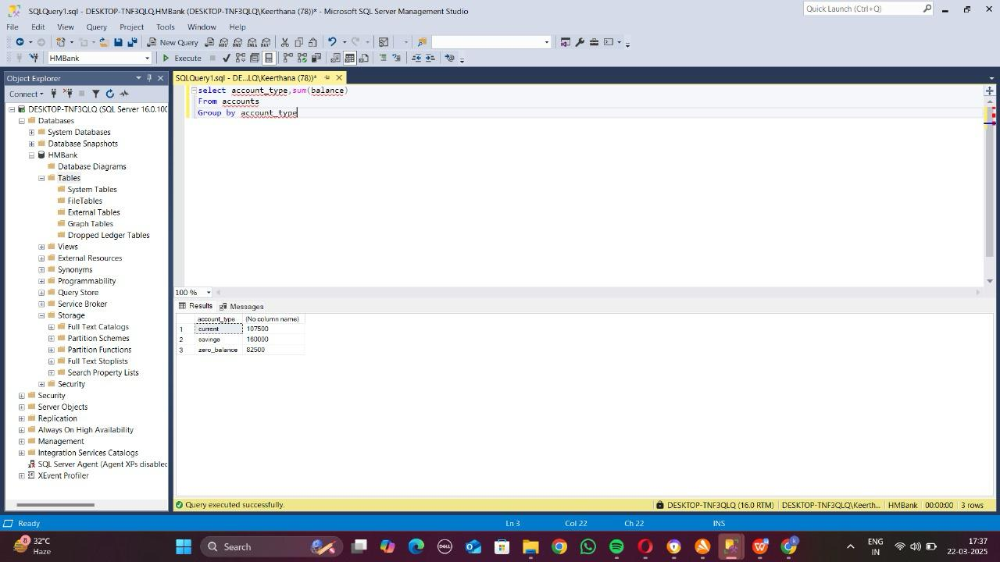 SQLQuery1.sql - DESKTOP-TNF3QLQ.HMBank (DESKTOP-TNF3QLQ\Keerthana (78))* - Microsoft SQL Server Management Studio
Quick Launch (Ctrl+Q)
File Edit View Query Project Tools Window Help
New Query
HMBank Execute
Object Explorer
SQLQuery1.sql - DE...LQ\Keerthana (78))*
Connect
select account_type,sum(balance)
From accounts
Group by account_type
DESKTOP-TNF3QLQ (SQL Server 16.0.100
Databases
System Databases
Database Snapshots
HMBank
Database Diagrams
Tables
System Tables
FileTables
External Tables
Graph Tables
Dropped Ledger Tables
Views
External Resources
Synonyms
Programmability
Query Store
Service Broker
Storage
Full Text Catalogs
Partition Schemes
Partition Functions
Full Text Stoplists
Search Property Lists
Security
Security
Server Objects
Replication
Always On High Availability
Management
Integration Services Catalogs
SQL Server Agent (Agent XPs disabled
XEvent Profiler
100 %
Results Messages
account_type (No column name)
1 current 107500
2 savings 160000
3 zero_balance 82500
Query executed successfully. DESKTOP-TNF3QLQ (16.0 RTM) DESKTOP-TNF3QLQ\Keerth... HMBank 00:00:00 3 rows
Ready Ln 3 Col 22 Ch 22 INS
8 32°C
Haze
Search
DELL
ENG
IN
17:37
22-03-2025